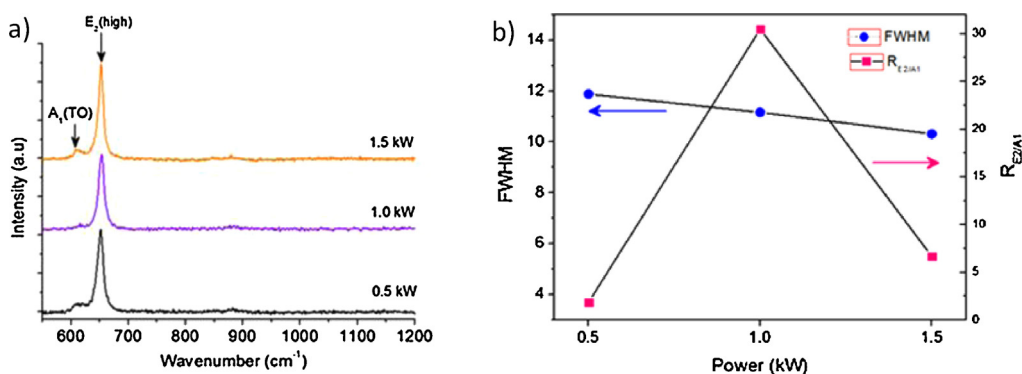 a)
E₂(high)
A₁(TO)
1.5 kW
1.0 kW
0.5 kW
Intensity (a.u)
600 700 800 900 1000 1100 1200
Wavenumber (cm⁻¹)
b)
FWHM
R_E2/A1
14
12
10
8
6
4
FWHM
30
25
20
15
10
5
0
R_E2/A1
0.5 1.0 1.5
Power (kW)